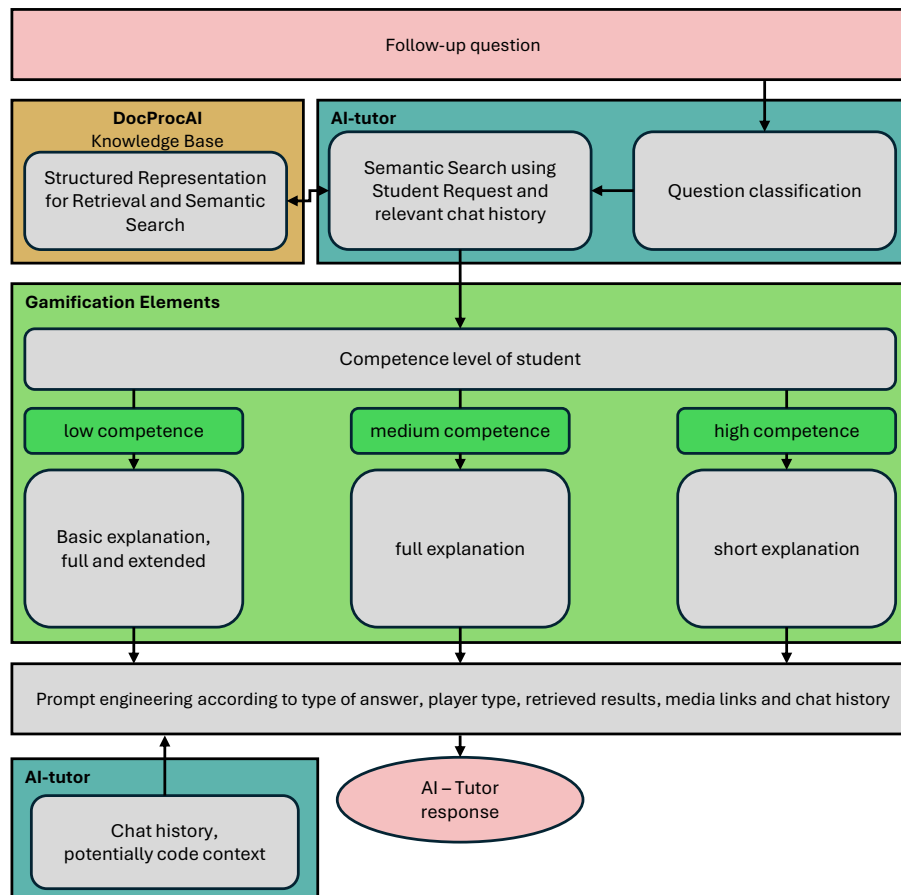 Follow-up question
DocProcAI
Knowledge Base
Structured Representation
for Retrieval and Semantic
Search
AI-tutor
Semantic Search using
Student Request and
relevant chat history
Question classification
Gamification Elements
Competence level of student
low competence
medium competence
high competence
Basic explanation,
full and extended
full explanation
short explanation
Prompt engineering according to type of answer, player type, retrieved results, media links and chat history
AI-tutor
Chat history,
potentially code context
AI – Tutor
response